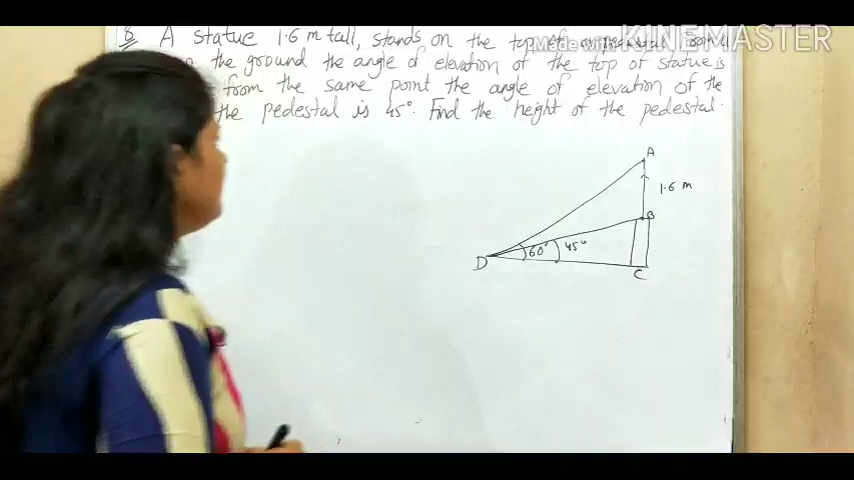 8 A statue 1.6 m tall, stands on the top of a
Made with KINEMASTER
the ground the angle of elevation of the top of statue is
from the same point the angle of elevation of the
the pedestal is 45°. Find the height of the pedestal.
A
1.6 m
B
60° 45°
D
C